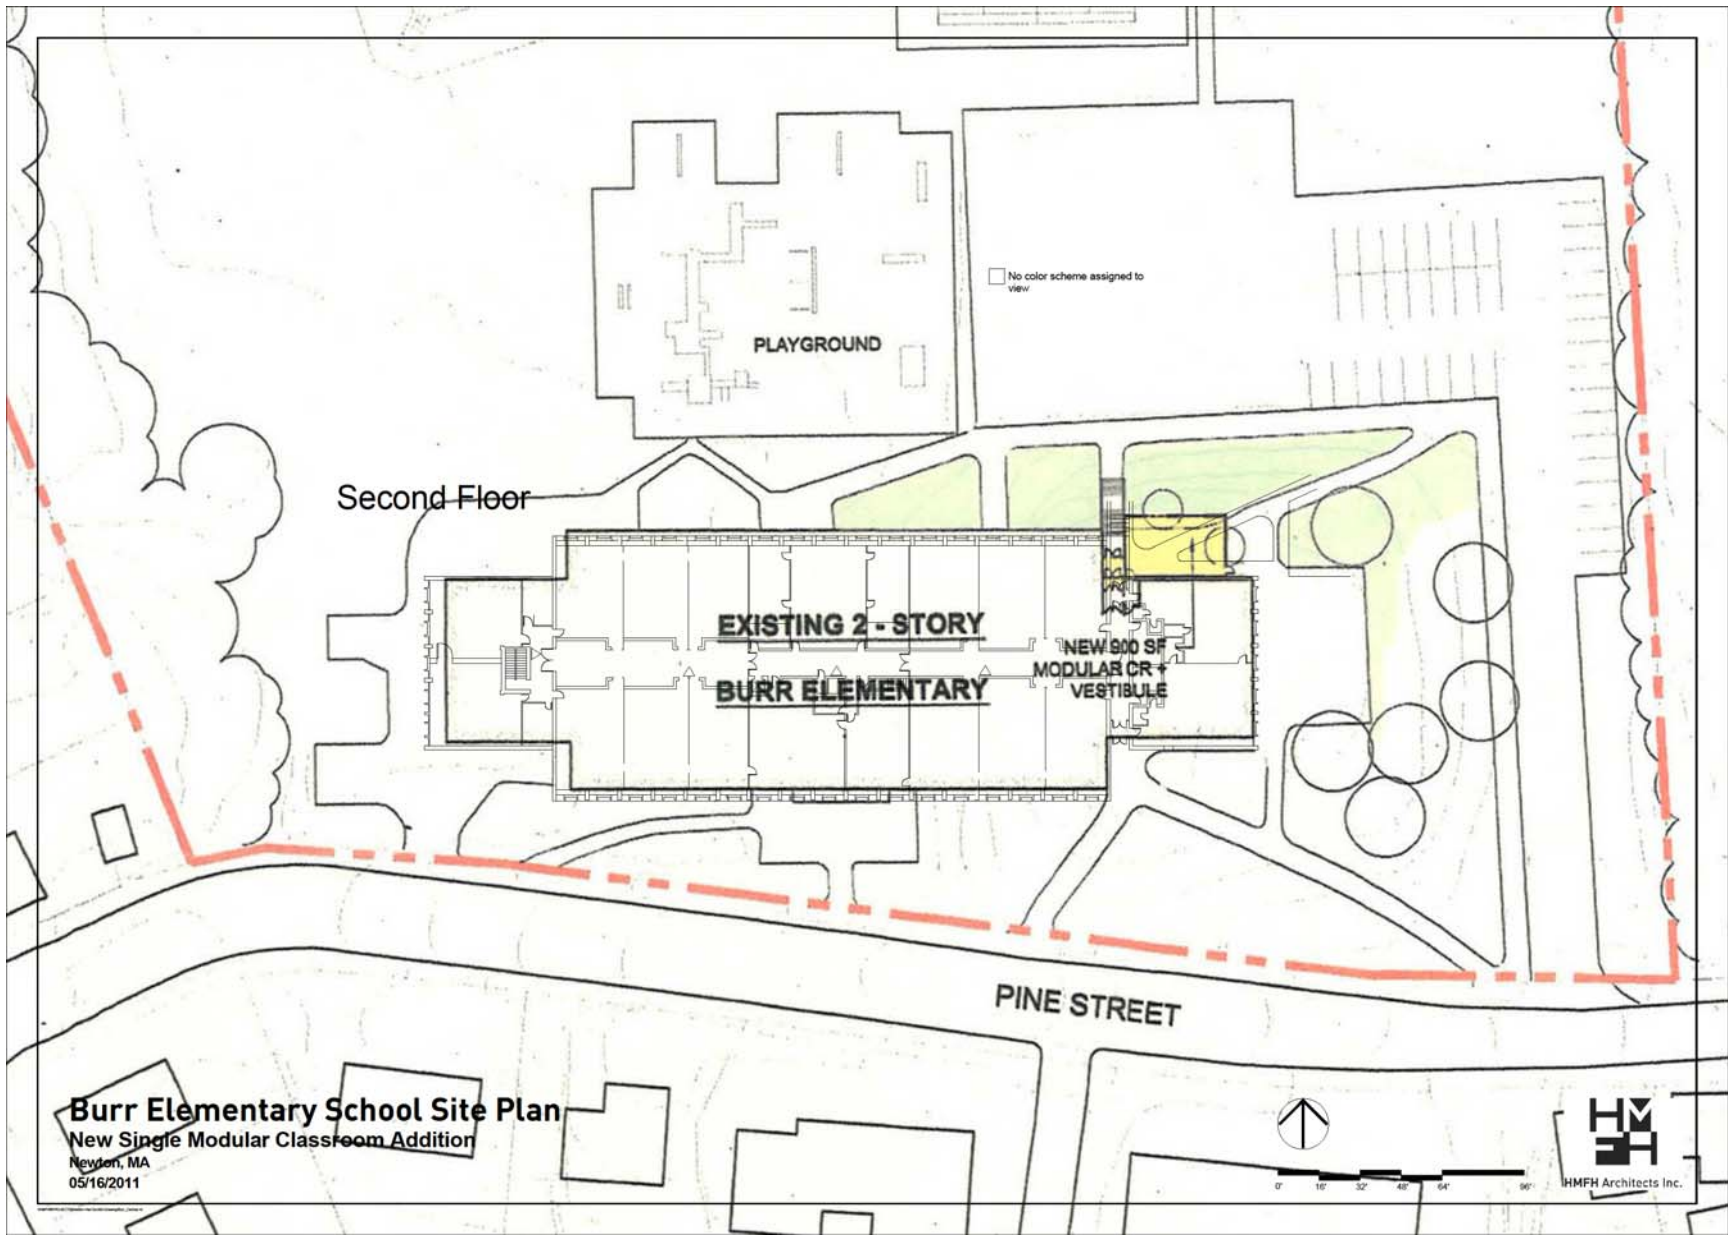 No color scheme assigned to
view
PLAYGROUND
Second Floor
EXISTING 2 - STORY
BURR ELEMENTARY
NEW 900 SF
MODULAR CR +
VESTIBULE
PINE STREET
Burr Elementary School Site Plan
New Single Modular Classroom Addition
Newton, MA
05/16/2011
0' 16' 32' 48' 64' 96'
HMFH
HMFH Architects Inc.